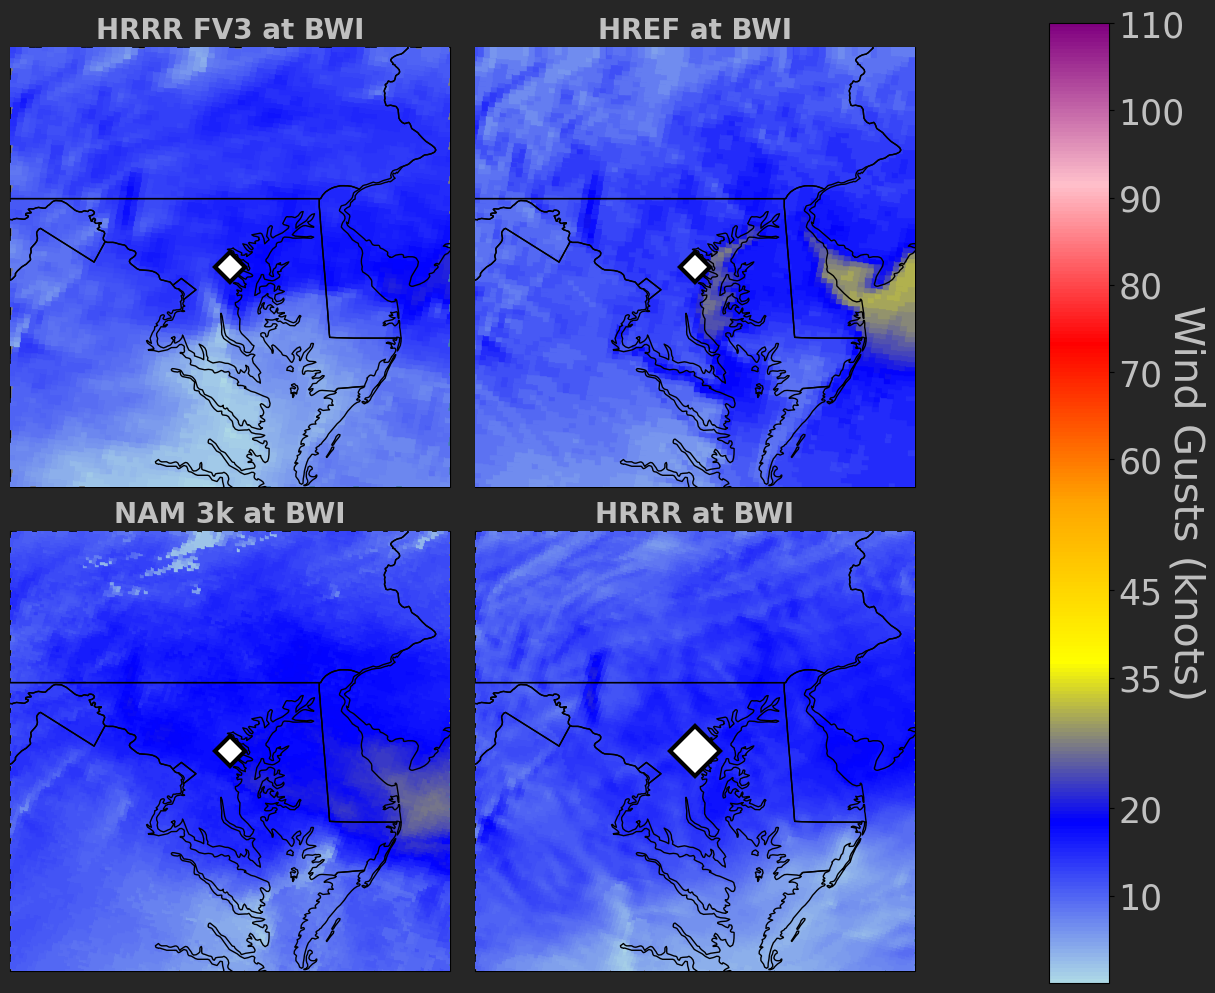 HRRR FV3 at BWI
HREF at BWI
NAM 3k at BWI
HRRR at BWI
110
100
90
80
70
60
45
35
20
10
Wind Gusts (knots)